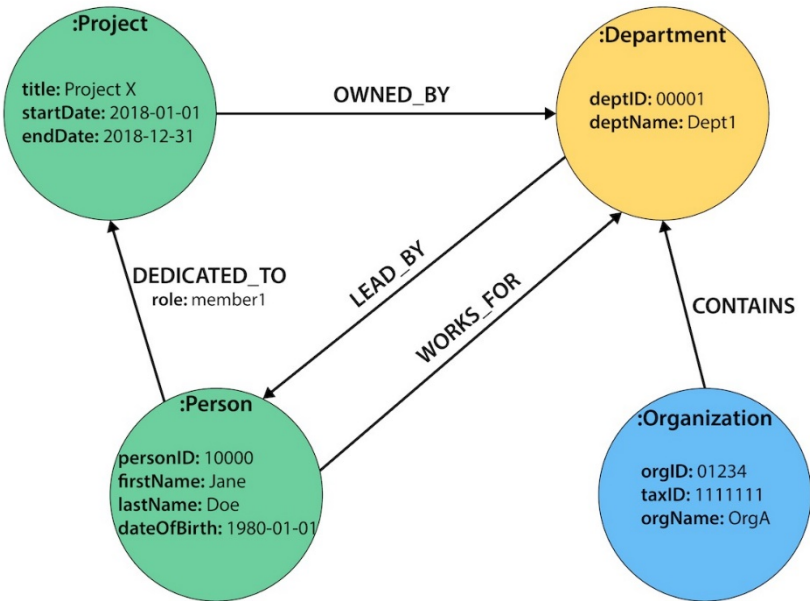 :Project
title: Project X
startDate: 2018-01-01
endDate: 2018-12-31
OWNED_BY
:Department
deptID: 00001
deptName: Dept1
DEDICATED_TO
role: member1
LEAD_BY
WORKS_FOR
CONTAINS
:Person
personID: 10000
firstName: Jane
lastName: Doe
dateOfBirth: 1980-01-01
:Organization
orgID: 01234
taxID: 1111111
orgName: OrgA